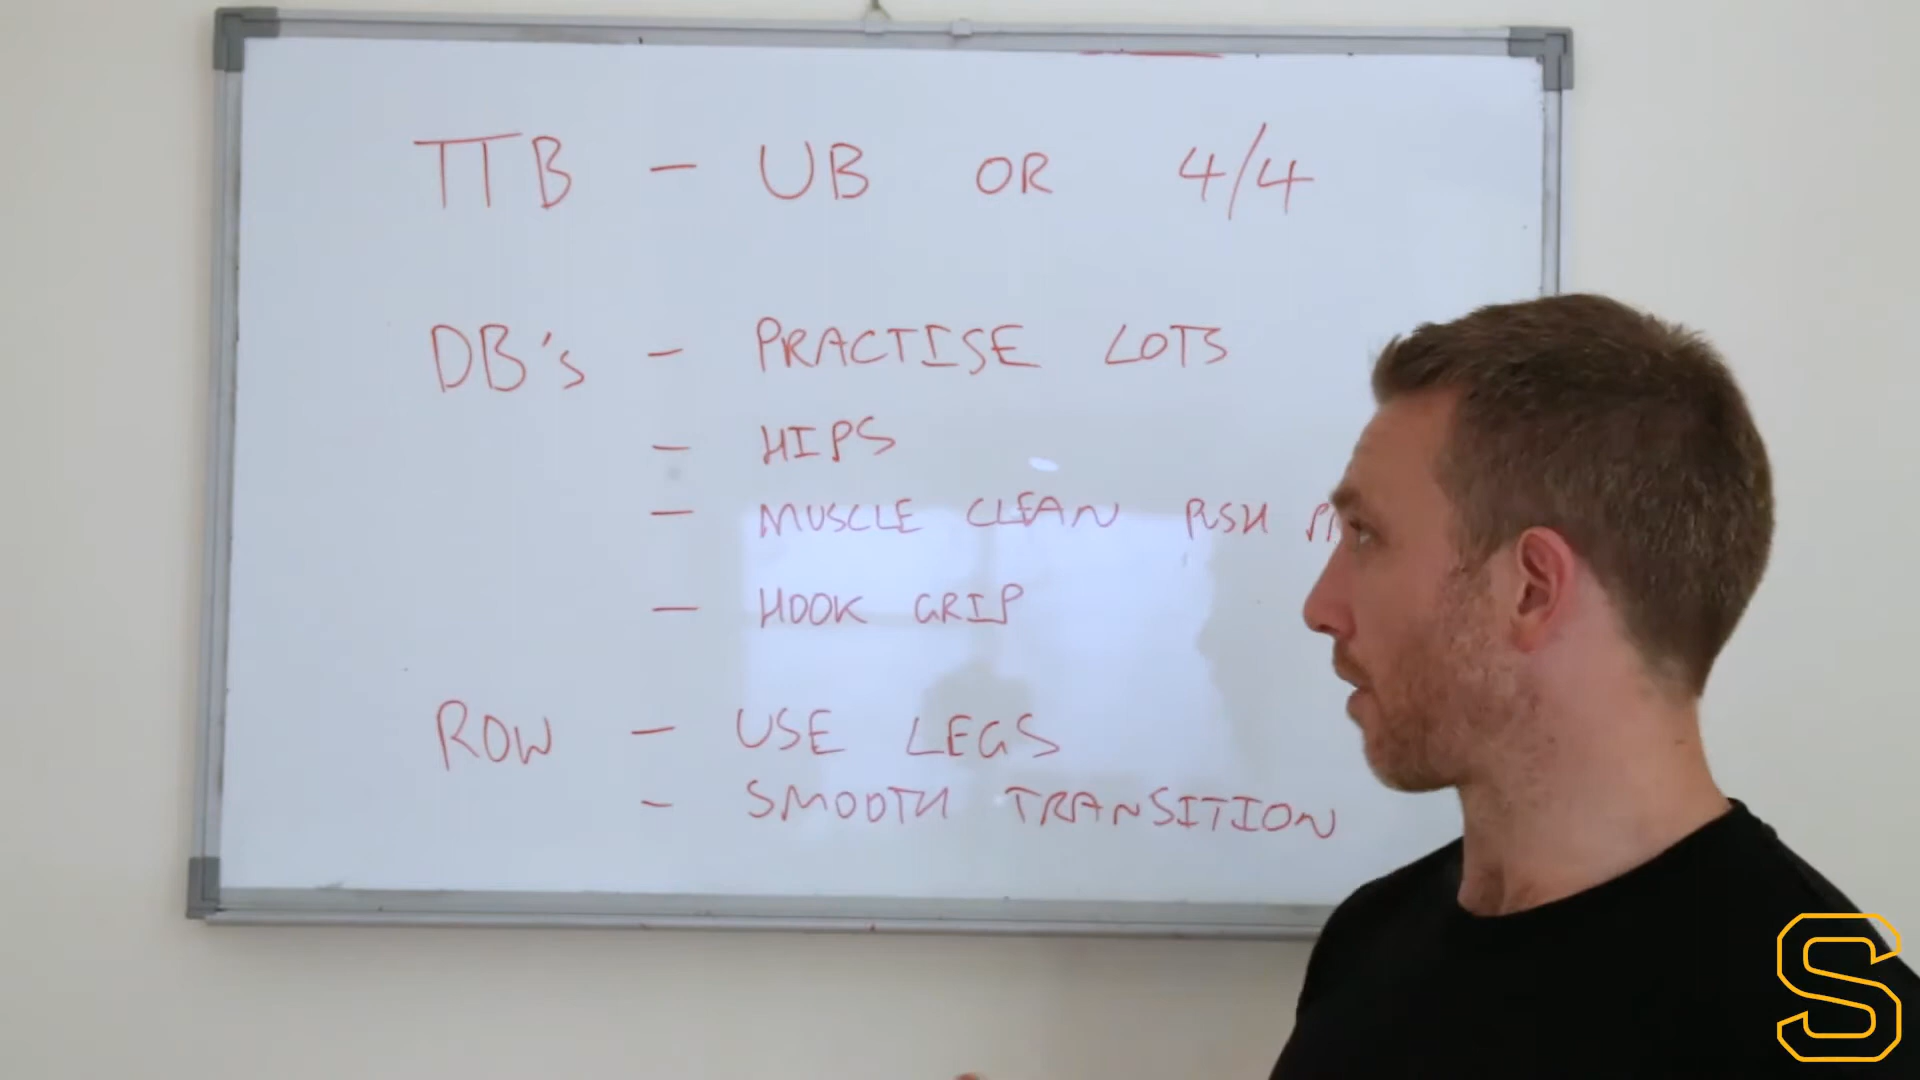 TTB - UB OR 4/4
DB's - PRACTISE LOTS
- HIPS
- MUSCLE CLEAN PUSH
- HOOK GRIP
ROW - USE LEGS
- SMOOTH TRANSITION
S